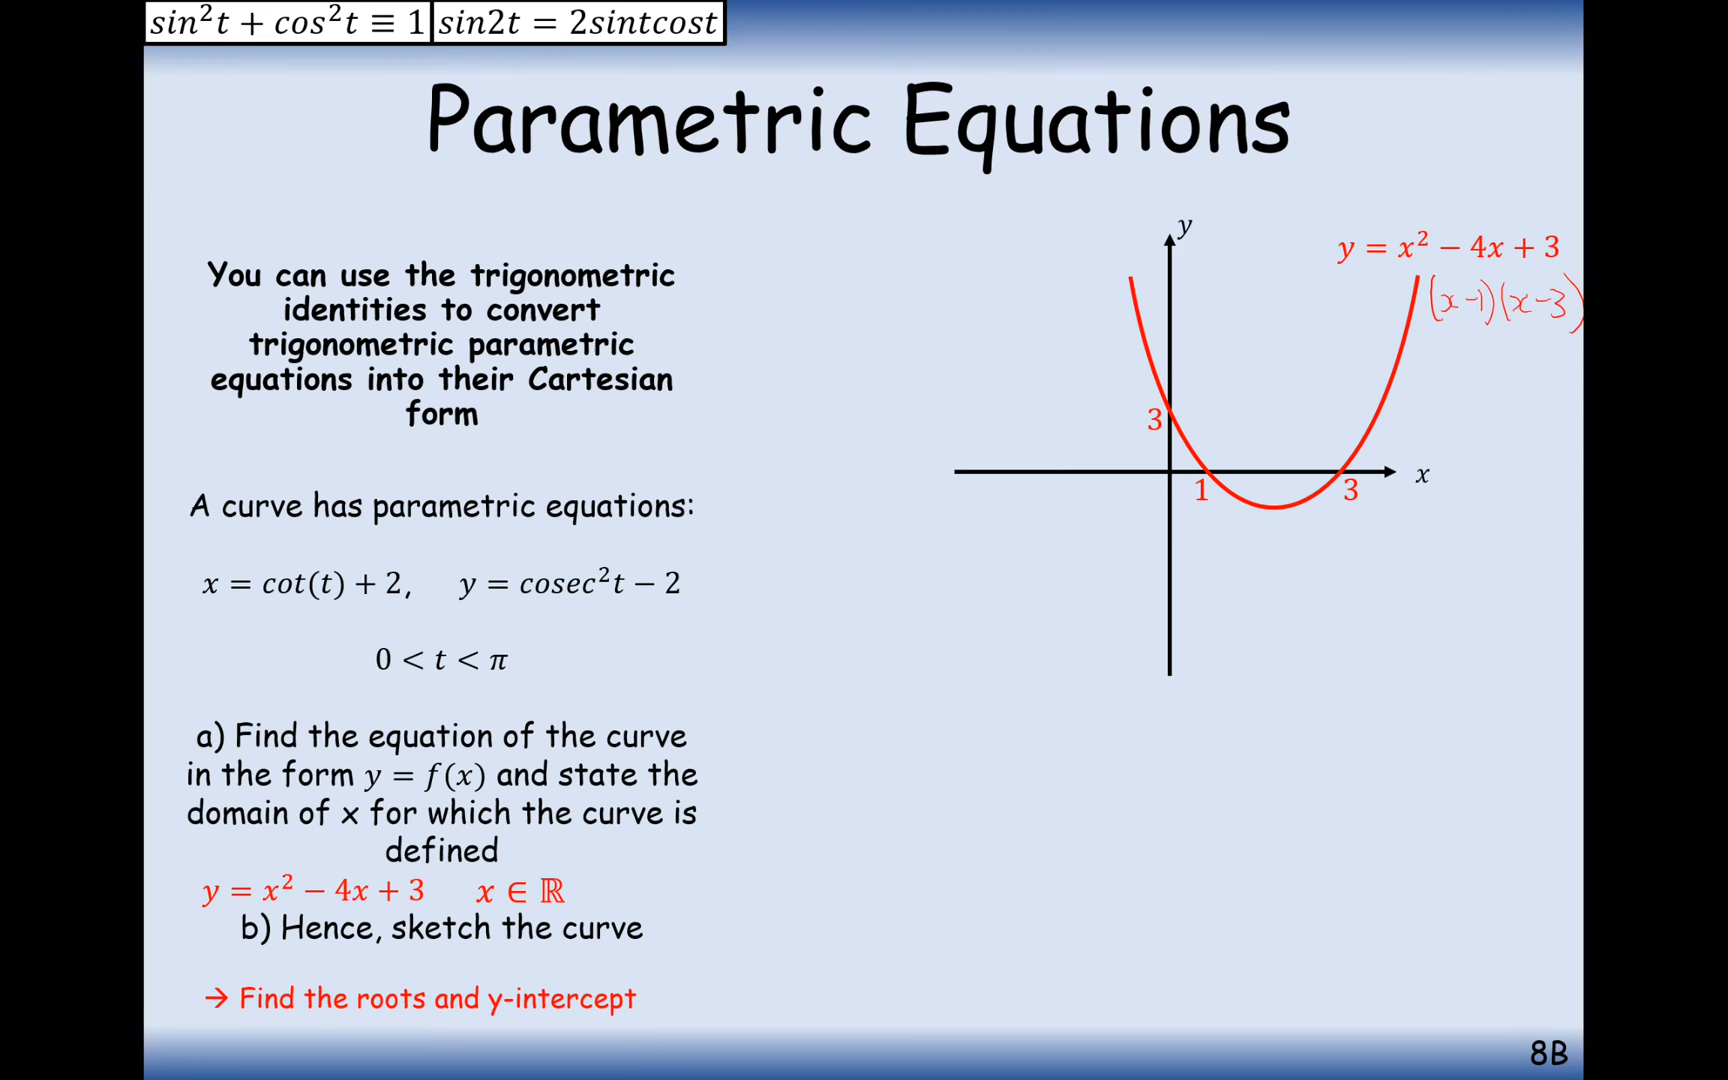 sin²t + cos²t ≡ 1 sin2t = 2sintcost
Parametric Equations
You can use the trigonometric
identities to convert
trigonometric parametric
equations into their Cartesian
form
A curve has parametric equations:
x = cot(t) + 2, y = cosec²t − 2
0 < t < π
a) Find the equation of the curve
in the form y = f(x) and state the
domain of x for which the curve is
defined
y = x² − 4x + 3 x ∈ ℝ
b) Hence, sketch the curve
→ Find the roots and y-intercept
y
y = x² − 4x + 3
(x-1)(x-3)
3
x
1
3
8B